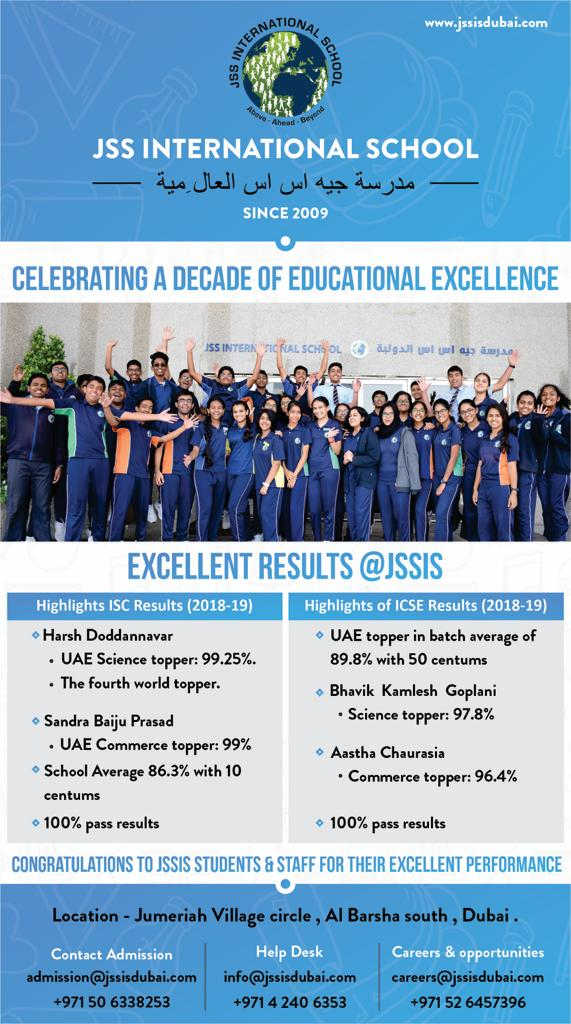 www.jssisdubai.com
JSS INTERNATIONAL SCHOOL
Above - Ahead - Beyond
JSS INTERNATIONAL SCHOOL
مدرسة جيه اس اس العال ِمية
SINCE 2009
CELEBRATING A DECADE OF EDUCATIONAL EXCELLENCE
JSS INTERNATIONAL SCHOOL
مدرسة جيه اس اس الدولية
EXCELLENT RESULTS @JSSIS
Highlights ISC Results (2018-19)
Harsh Doddannavar
• UAE Science topper: 99.25%.
• The fourth world topper.
Sandra Baiju Prasad
• UAE Commerce topper: 99%
School Average 86.3% with 10
centums
100% pass results
Highlights of ICSE Results (2018-19)
UAE topper in batch average of
89.8% with 50 centums
Bhavik Kamlesh Goplani
• Science topper: 97.8%
Aastha Chaurasia
• Commerce topper: 96.4%
100% pass results
CONGRATULATIONS TO JSSIS STUDENTS & STAFF FOR THEIR EXCELLENT PERFORMANCE
Location - Jumeriah Village circle , Al Barsha south , Dubai .
Contact Admission
admission@jssisdubai.com
+971 50 6338253
Help Desk
info@jssisdubai.com
+971 4 240 6353
Careers & opportunities
careers@jssisdubai.com
+971 52 6457396